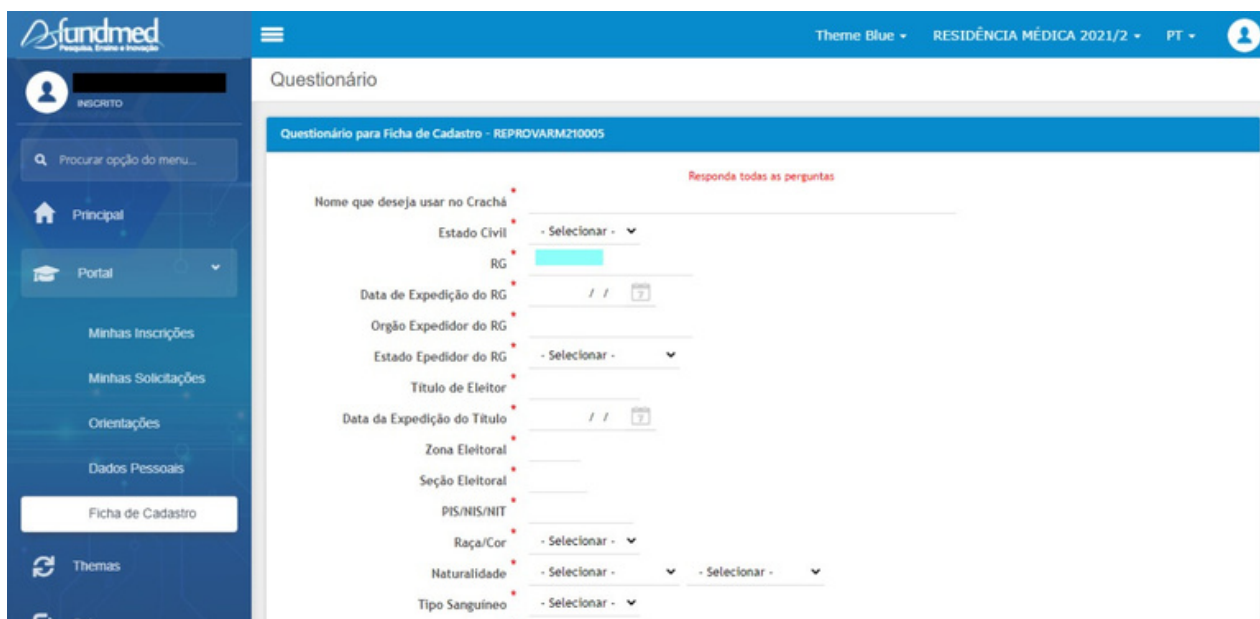 fundmed
Pesquisa, Ensino e Inovação
Theme Blue
RESIDÊNCIA MÉDICA 2021/2
PT
INSCRITO
Procurar opção do menu...
Principal
Portal
Minhas Inscrições
Minhas Solicitações
Orientações
Dados Pessoais
Ficha de Cadastro
Themas
Questionário
Questionário para Ficha de Cadastro - REPROVARM210005
Responda todas as perguntas
Nome que deseja usar no Crachá *
Estado Civil * - Selecionar -
RG *
Data de Expedição do RG * / / 7
Orgão Expedidor do RG *
Estado Epedidor do RG * - Selecionar -
Título de Eleitor *
Data da Expedição do Título * / / 7
Zona Eleitoral *
Seção Eleitoral *
PIS/NIS/NIT *
Raça/Cor * - Selecionar -
Naturalidade * - Selecionar - - Selecionar -
Tipo Sanguíneo * - Selecionar -